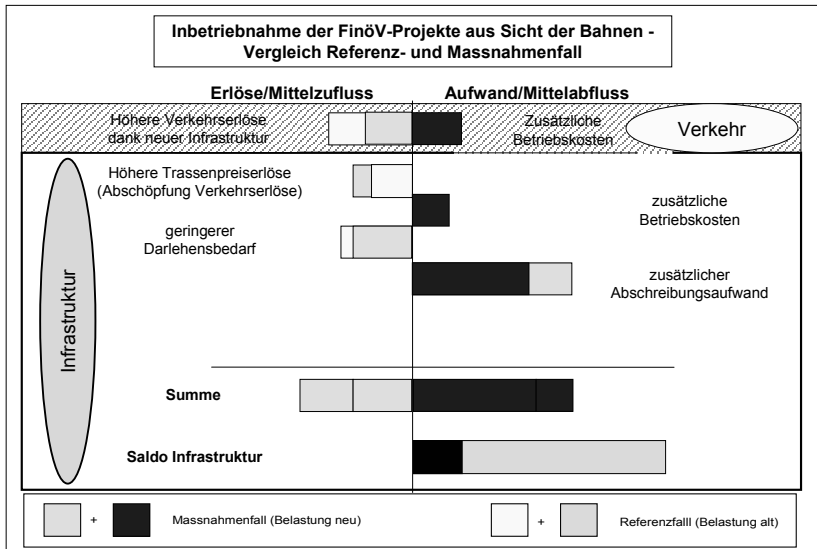 Inbetriebnahme der FinöV-Projekte aus Sicht der Bahnen -
Vergleich Referenz- und Massnahmenfall
Erlöse/Mittelzufluss
Aufwand/Mittelabfluss
Höhere Verkehrserlöse
dank neuer Infrastruktur
Zusätzliche
Betriebskosten
Verkehr
Höhere Trassenpreiserlöse
(Abschöpfung Verkehrserlöse)
zusätzliche
Betriebskosten
geringerer
Darlehensbedarf
zusätzlicher
Abschreibungsaufwand
Infrastruktur
Summe
Saldo Infrastruktur
+ Massnahmenfall (Belastung neu)
+ Referenzfalll (Belastung alt)